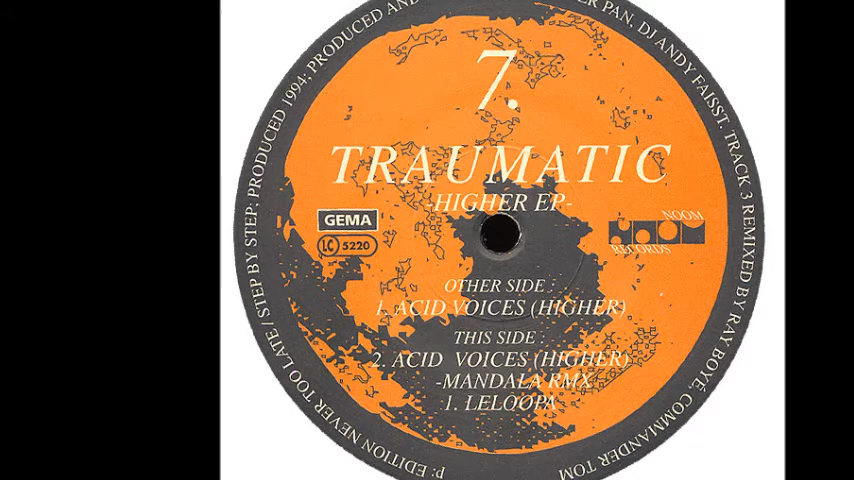 7.
TRAUMATIC
-HIGHER EP-
GEMA
LC 5220
NOOM
RECORDS
OTHER SIDE :
1. ACID VOICES (HIGHER)
THIS SIDE :
2. ACID VOICES (HIGHER)
-MANDALA RMX
1. LELOOPA
p: EDITION NEVER TOO LATE/ STEP BY STEP; PRODUCED 1994; PRODUCED AND
PAN, DJ ANDY FAISST. TRACK 3 REMIXED BY RAY BOYÉ, COMMANDER TOM